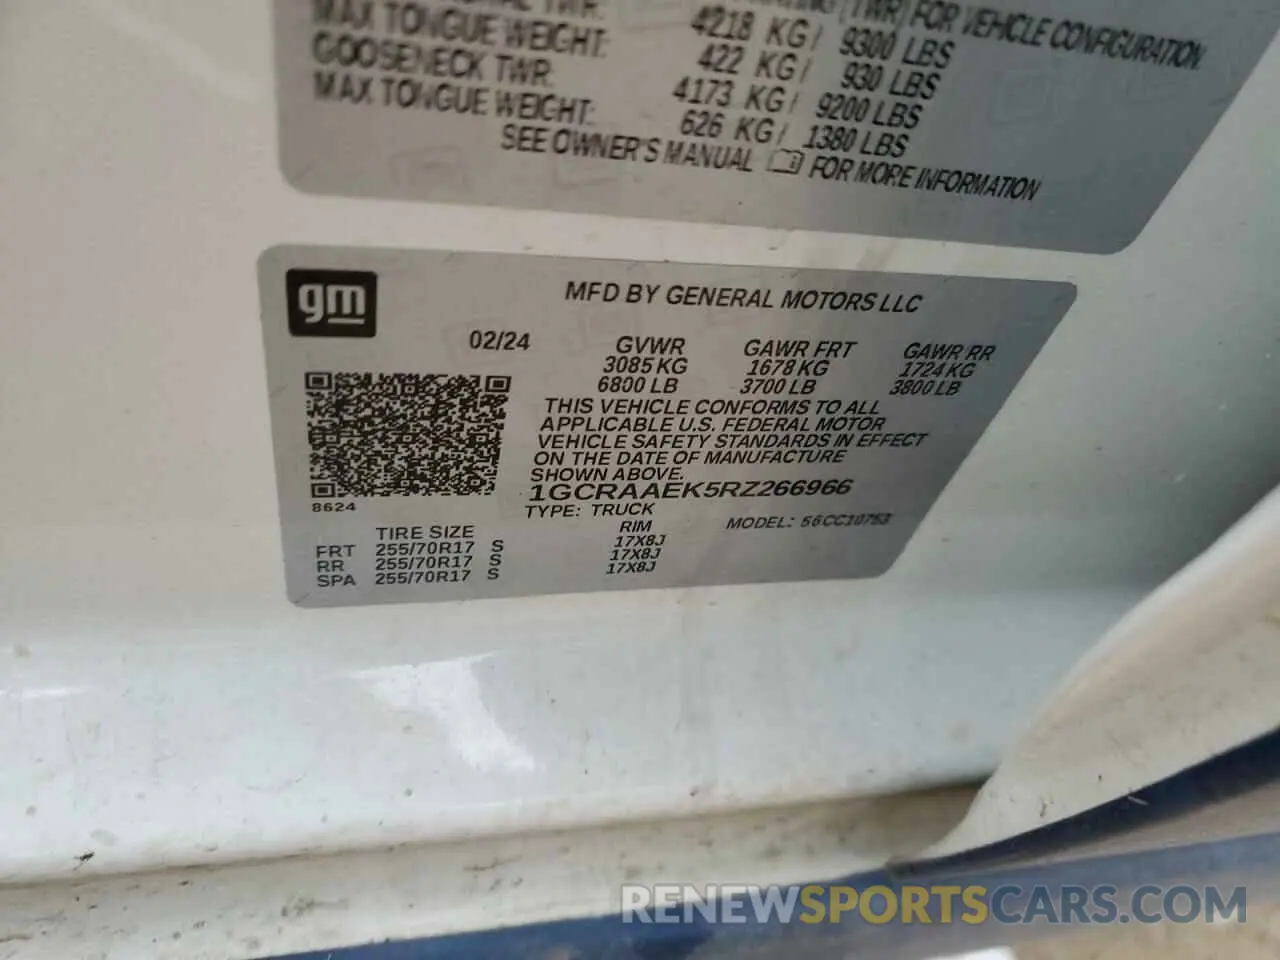 TWR:
(TWR) FOR VEHICLE CONFIGURATION.
4218 KG / 9300 LBS
MAX TONGUE WEIGHT: 422 KG / 930 LBS
GOOSENECK TWR: 4173 KG / 9200 LBS
MAX TONGUE WEIGHT: 626 KG / 1380 LBS
SEE OWNER'S MANUAL FOR MORE INFORMATION
gm
MFD BY GENERAL MOTORS LLC
02/24 GVWR GAWR FRT GAWR RR
3085 KG 1678 KG 1724 KG
6800 LB 3700 LB 3800 LB
THIS VEHICLE CONFORMS TO ALL
APPLICABLE U.S. FEDERAL MOTOR
VEHICLE SAFETY STANDARDS IN EFFECT
ON THE DATE OF MANUFACTURE
SHOWN ABOVE.
1GCRAAEK5RZ266966
8624
TYPE: TRUCK MODEL: 56CC10753
TIRE SIZE RIM
FRT 255/70R17 S 17X8J
RR 255/70R17 S 17X8J
SPA 255/70R17 S 17X8J
RENEWSPORTSCARS.COM